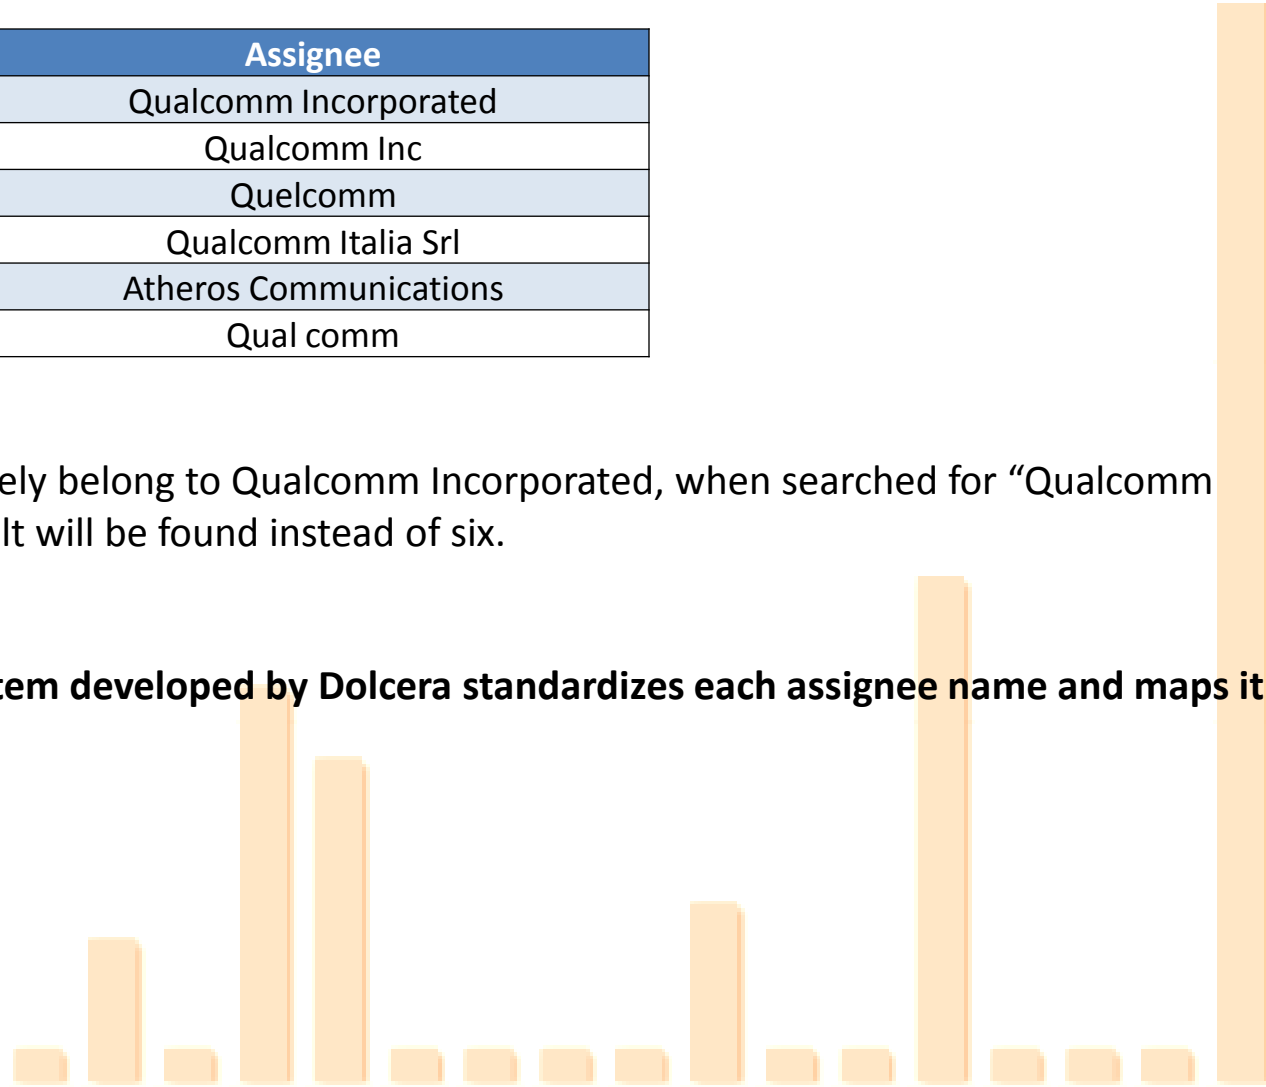 Assignee
Qualcomm Incorporated
Qualcomm Inc
Quelcomm
Qualcomm Italia Srl
Atheros Communications
Qual comm
ely belong to Qualcomm Incorporated, when searched for “Qualcomm
lt will be found instead of six.
tem developed by Dolcera standardizes each assignee name and maps it